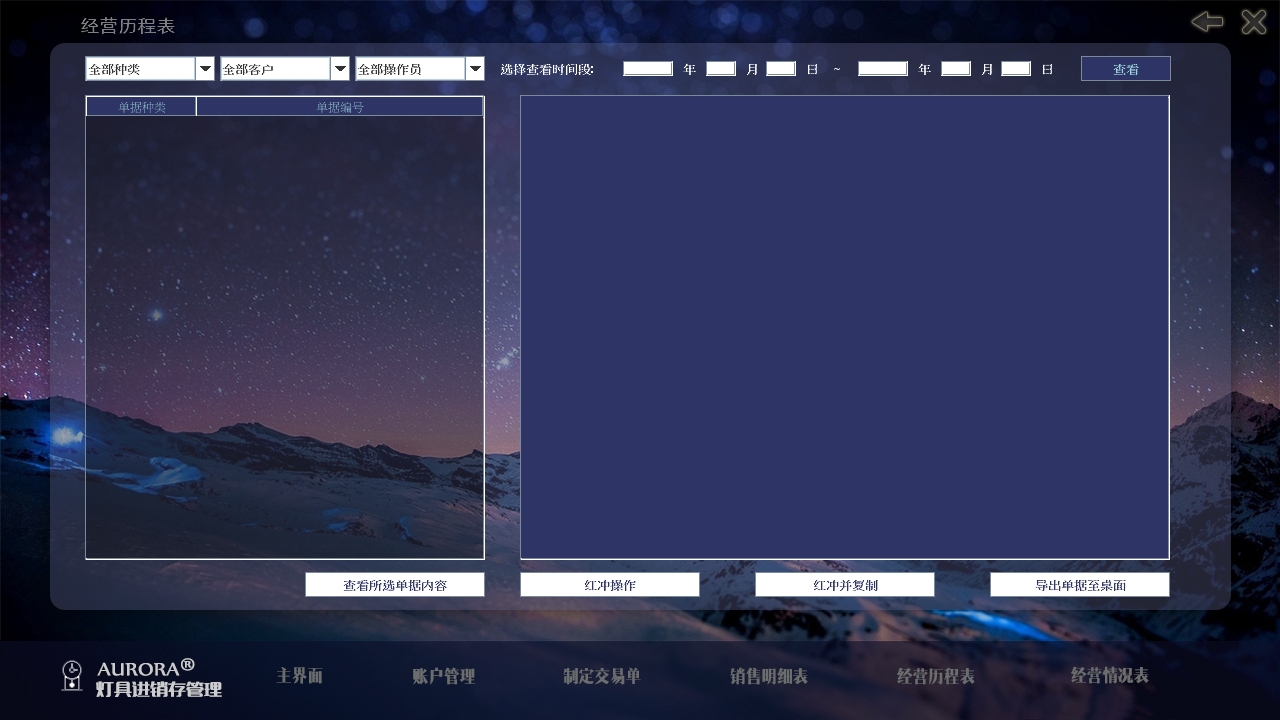 经营历程表
全部种类 全部客户 全部操作员 选择查看时间段: 年 月 日 ~ 年 月 日 查看
单据种类 单据编号
查看所选单据内容 红冲操作 红冲并复制 导出单据至桌面
AURORA® 主界面 账户管理 制定交易单 销售明细表 经营历程表 经营情况表
灯具进销存管理